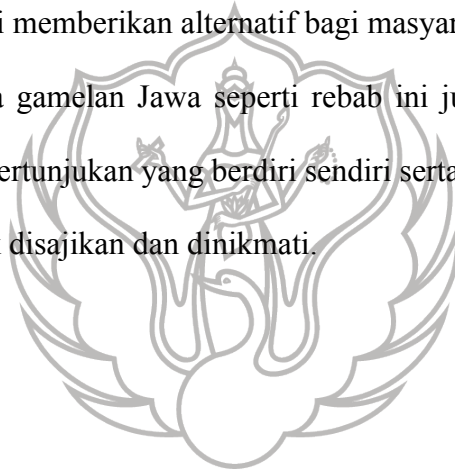 i memberikan alternatif bagi masyar
gamelan Jawa seperti rebab ini ju
ertunjukan yang berdiri sendiri serta
disajikan dan dinikmati.